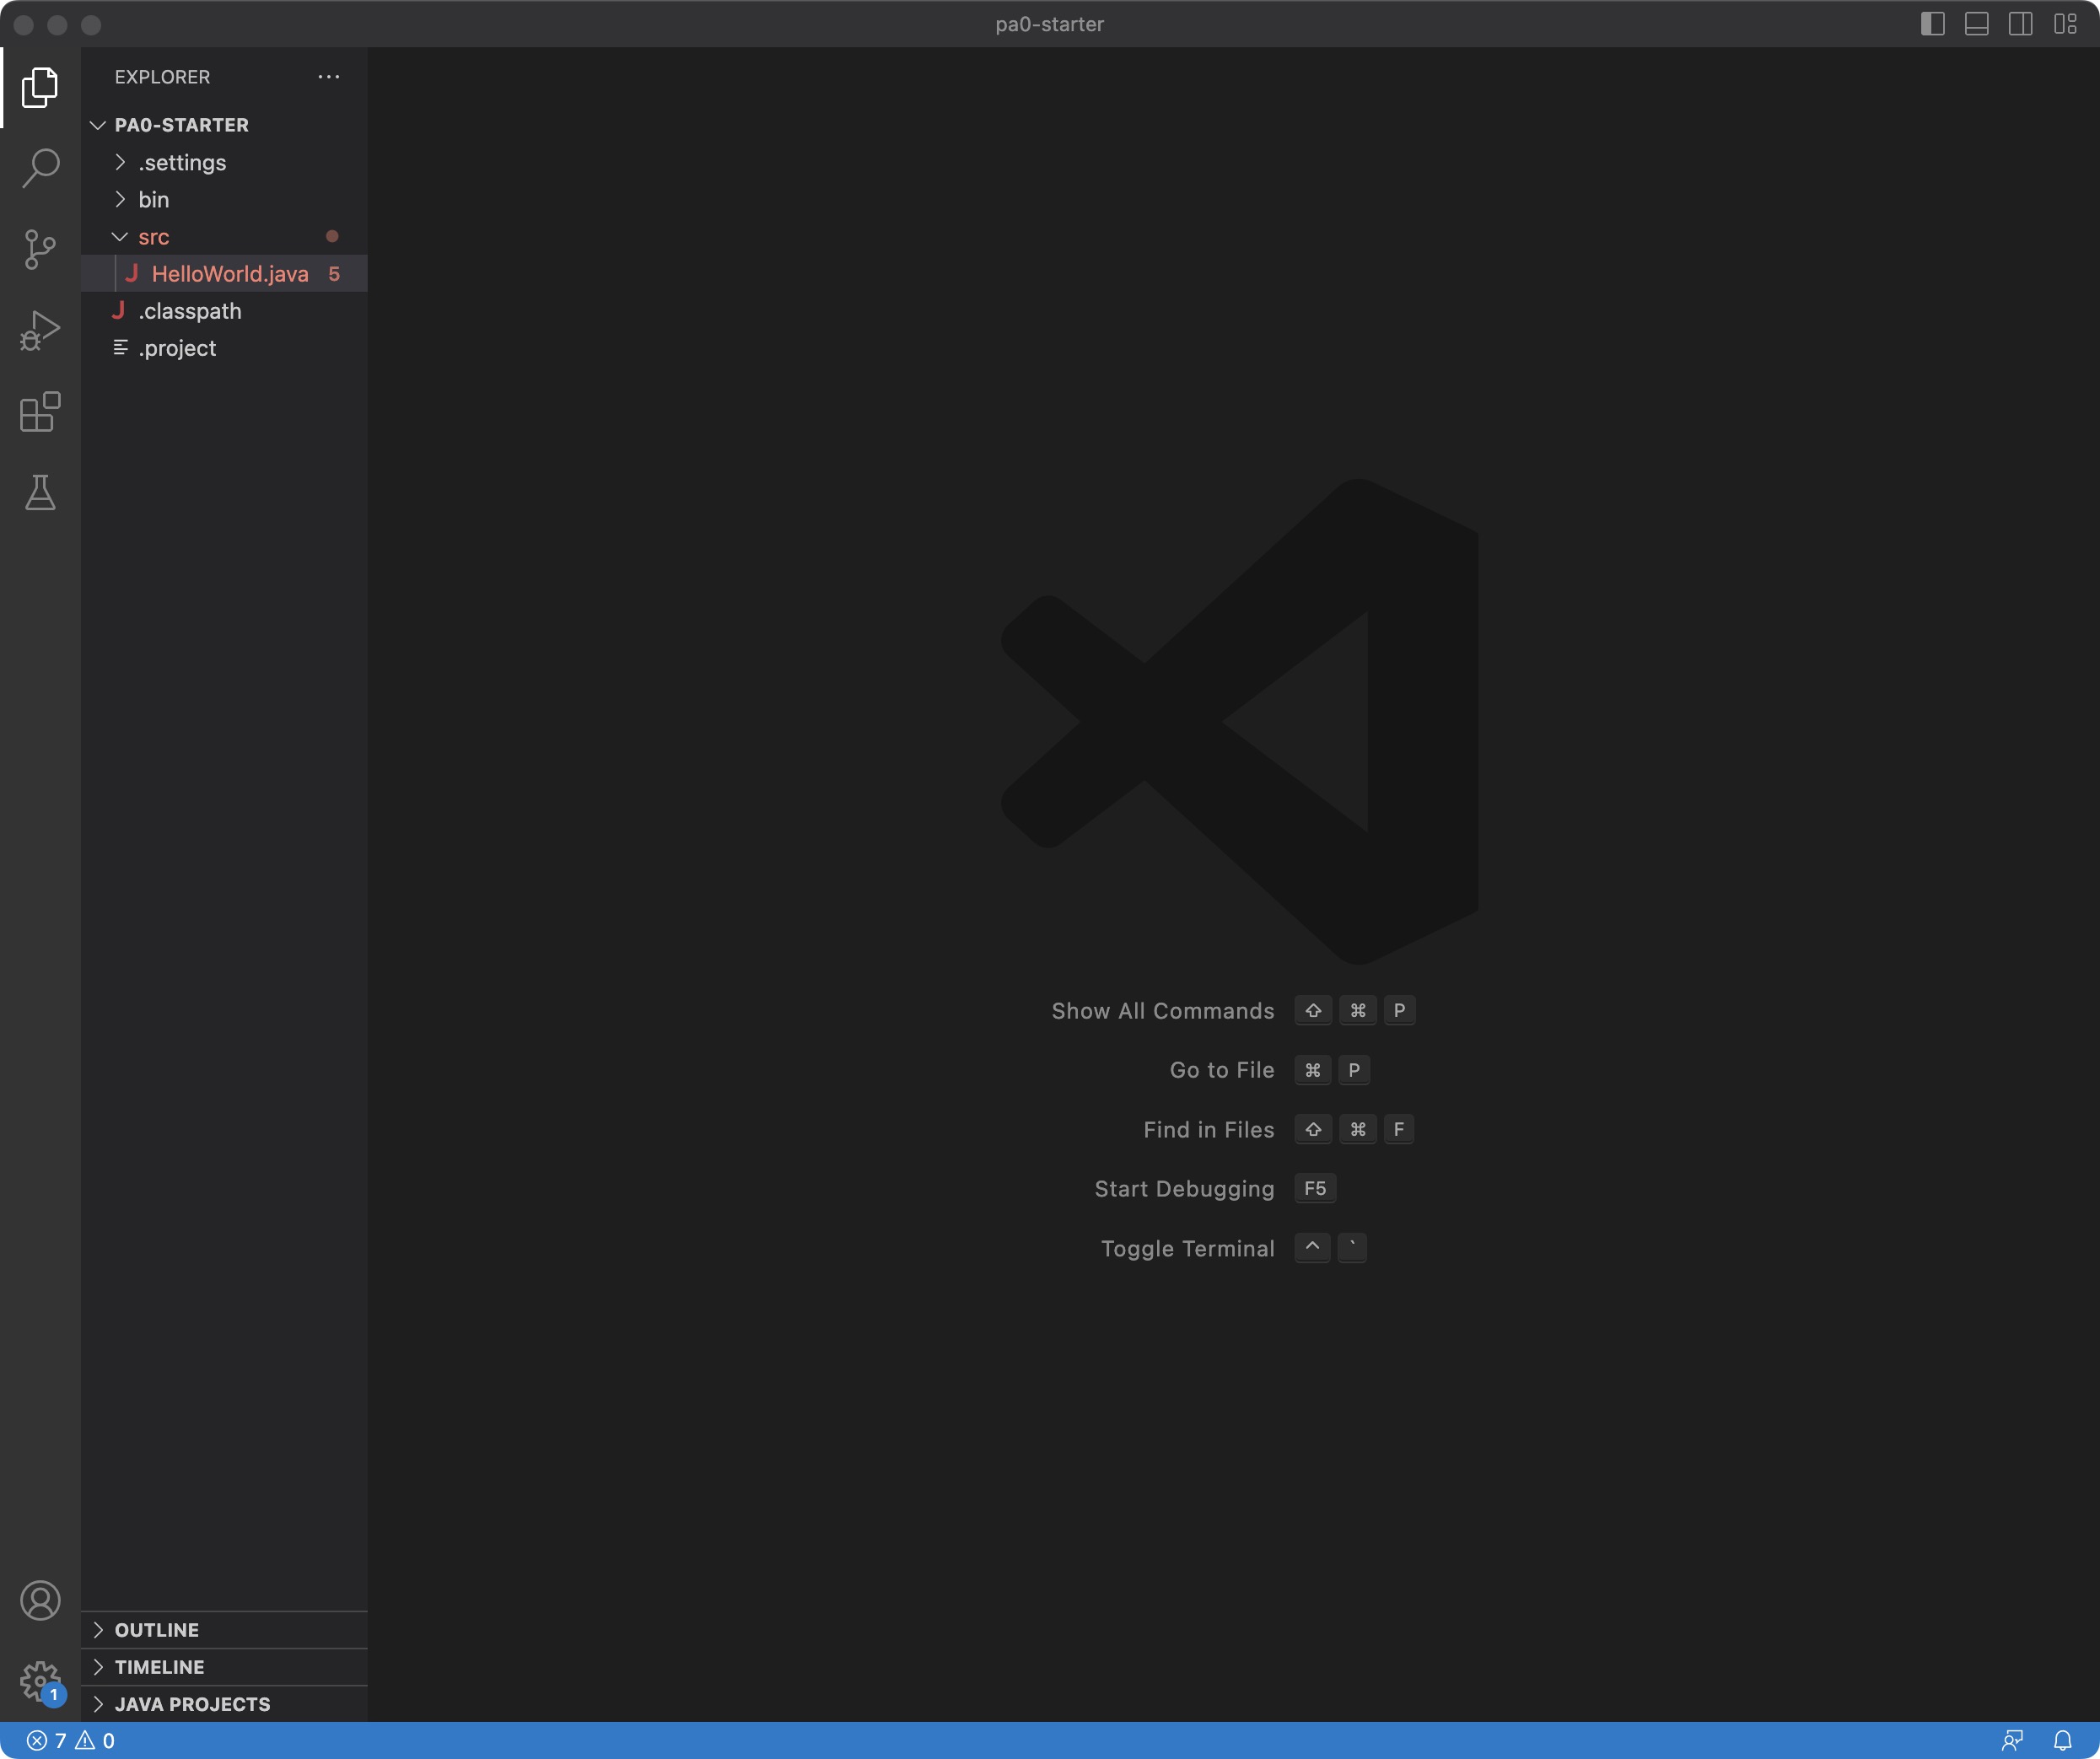 pa0-starter
EXPLORER
PA0-STARTER
.settings
bin
src
HelloWorld.java 5
.classpath
.project
Show All Commands ⇧ ⌘ P
Go to File ⌘ P
Find in Files ⇧ ⌘ F
Start Debugging F5
Toggle Terminal ^ `
OUTLINE
TIMELINE
1
JAVA PROJECTS
7 0